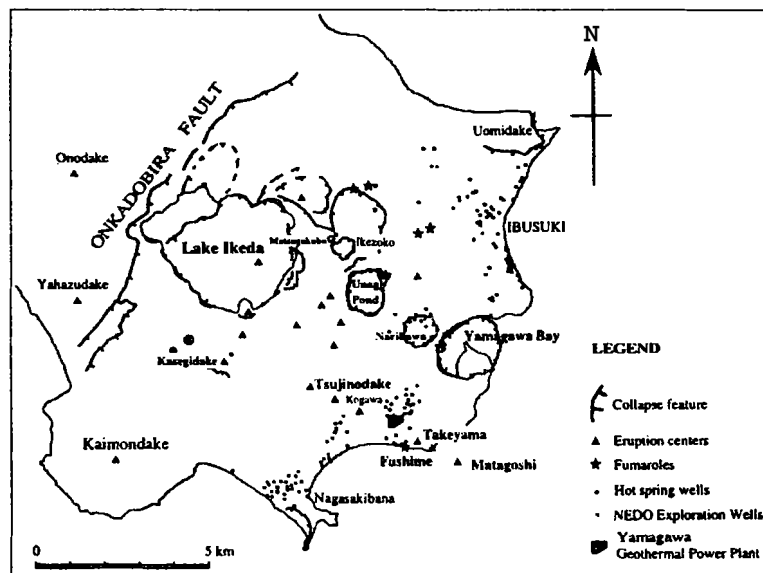 N
Uomidake
Onodake
ONKADOBIRA FAULT
IBUSUKI
Ikezoko
Lake Ikeda
Unagi
Pond
Yahazudake
Narikawa
Yamagawa Bay
LEGEND
Collapse feature
Eruption centers
Fumaroles
Hot spring wells
NEDO Exploration Wells
Yamagawa
Geothermal Power Plant
Tsujinodake
Kogawa
Kaimondake
Takeyama
Fushime
Matagoshi
Nagasakibana
0 5 km